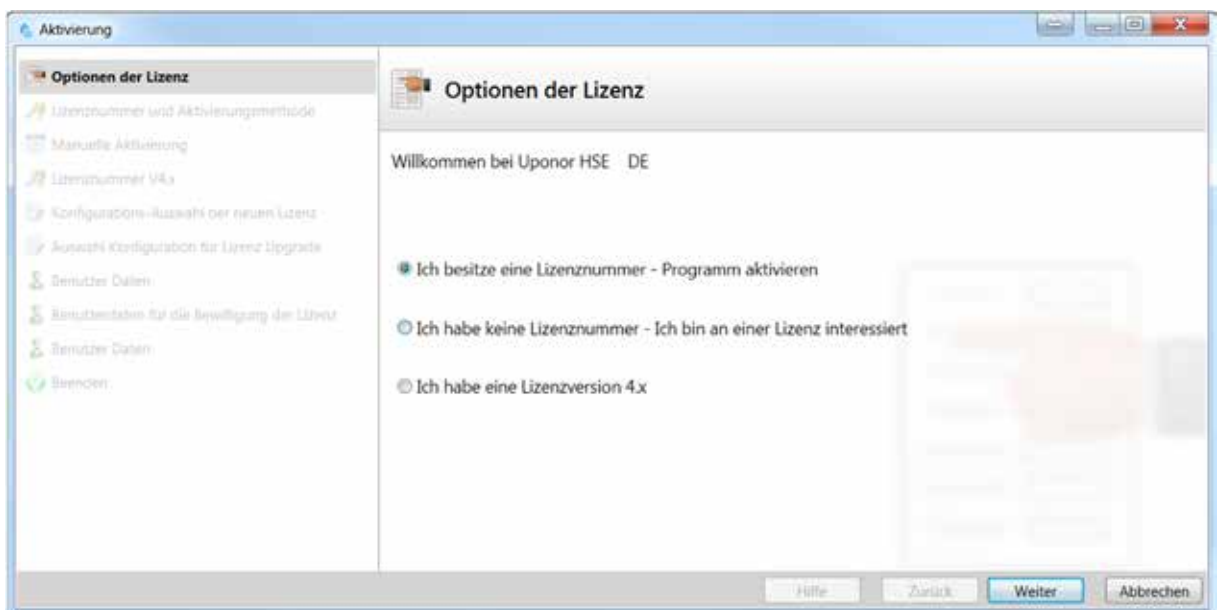 Aktivierung
Optionen der Lizenz
Lizenznummer und Aktivierungsmethode
Manuelle Aktivierung
Lizenznummer V4.x
Konfigurations-Auswahl der neuen Lizenz
Auswahl Konfiguration für Lizenz Upgrade
Benutzer Daten
Benutzerdaten für die Bewilligung der Lizenz
Benutzer Daten
Beenden
Optionen der Lizenz
Willkommen bei Uponor HSE DE
Ich besitze eine Lizenznummer - Programm aktivieren
Ich habe keine Lizenznummer - Ich bin an einer Lizenz interessiert
Ich habe eine Lizenzversion 4.x
Hilfe Zurück Weiter Abbrechen